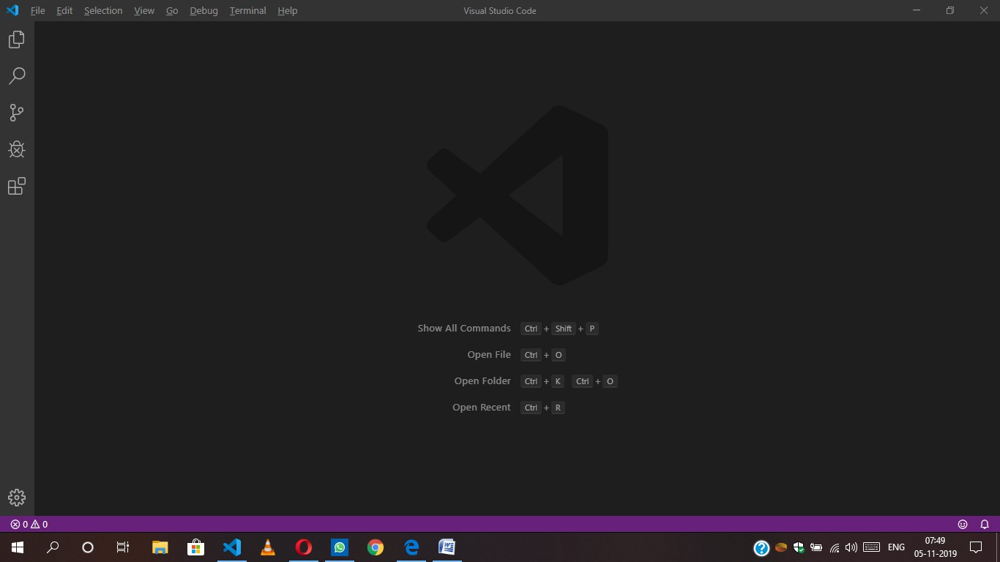 File Edit Selection View Go Debug Terminal Help Visual Studio Code
Show All Commands Ctrl + Shift + P
Open File Ctrl + O
Open Folder Ctrl + K Ctrl + O
Open Recent Ctrl + R
0 0
ENG 07:49
05-11-2019